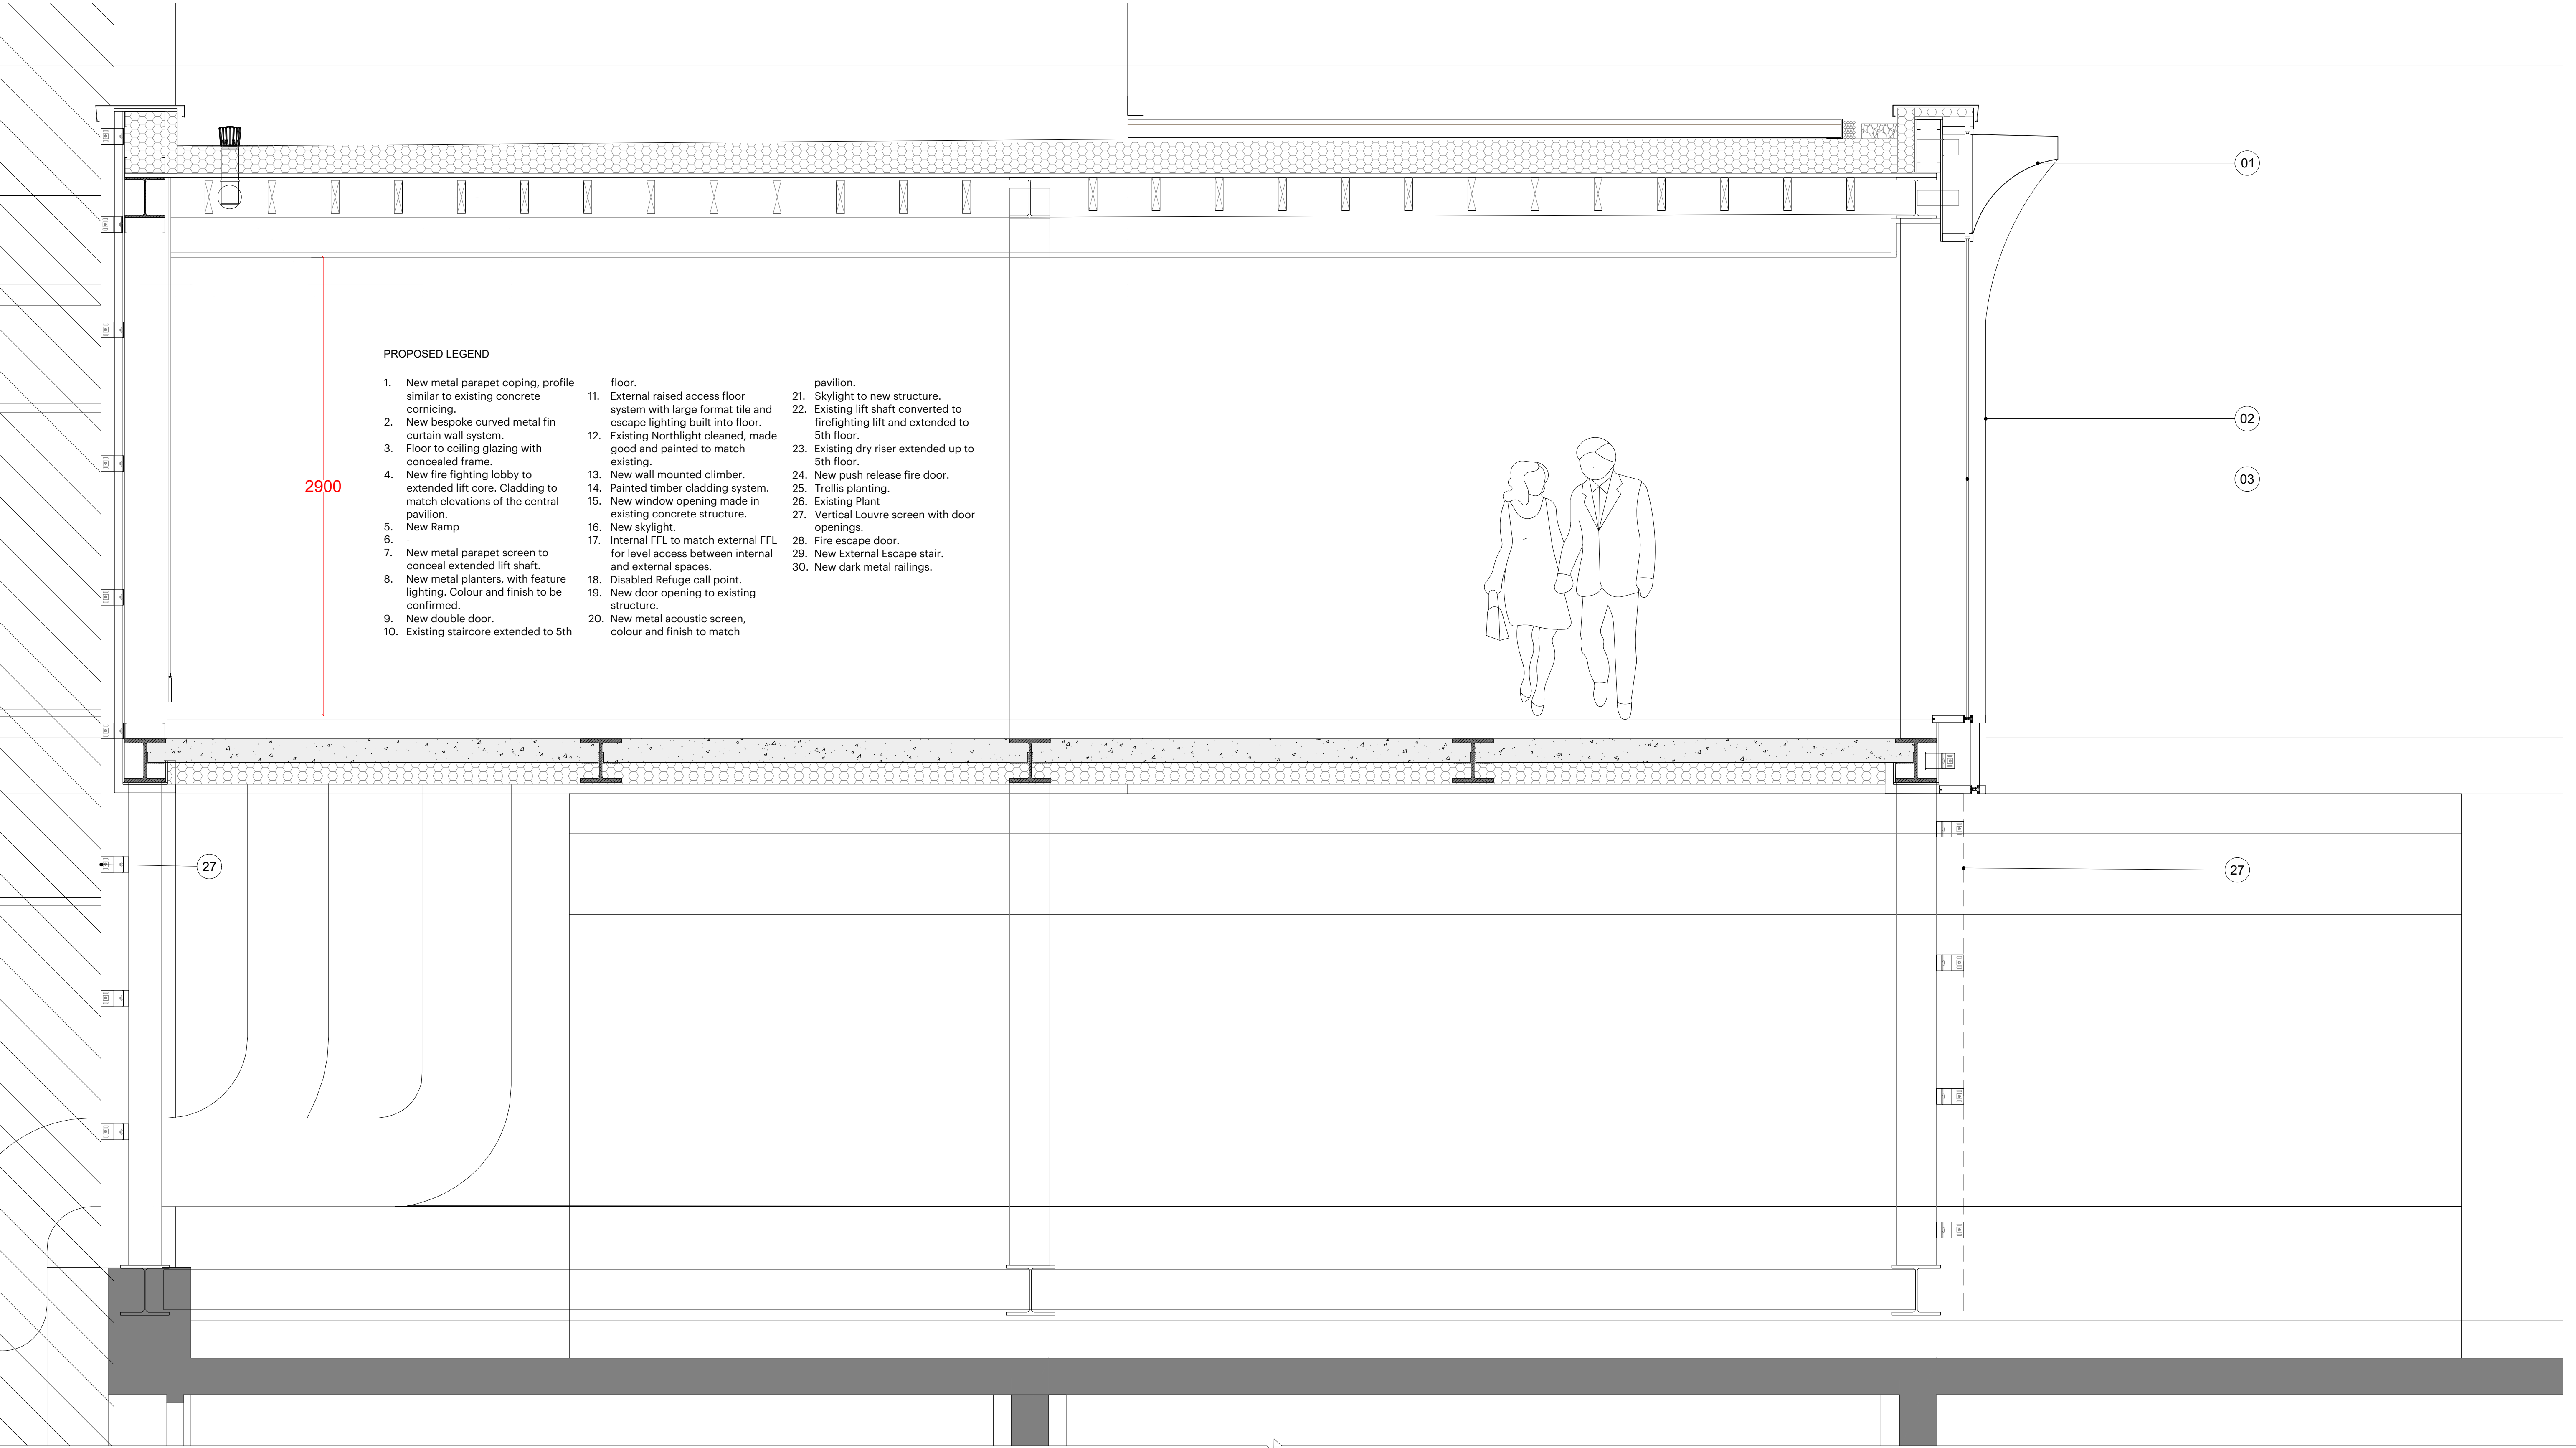 PROPOSED LEGEND
1. New metal parapet coping, profile
similar to existing concrete
cornicing.
2. New bespoke curved metal fin
curtain wall system.
3. Floor to ceiling glazing with
concealed frame.
4. New fire fighting lobby to
extended lift core. Cladding to
match elevations of the central
pavilion.
5. New Ramp
6. -
7. New metal parapet screen to
conceal extended lift shaft.
8. New metal planters, with feature
lighting. Colour and finish to be
confirmed.
9. New double door.
10. Existing staircore extended to 5th
floor.
11. External raised access floor
system with large format tile and
escape lighting built into floor.
12. Existing Northlight cleaned, made
good and painted to match
existing.
13. New wall mounted climber.
14. Painted timber cladding system.
15. New window opening made in
existing concrete structure.
16. New skylight.
17. Internal FFL to match external FFL
for level access between internal
and external spaces.
18. Disabled Refuge call point.
19. New door opening to existing
structure.
20. New metal acoustic screen,
colour and finish to match
pavilion.
21. Skylight to new structure.
22. Existing lift shaft converted to
firefighting lift and extended to
5th floor.
23. Existing dry riser extended up to
5th floor.
24. New push release fire door.
25. Trellis planting.
26. Existing Plant
27. Vertical Louvre screen with door
openings.
28. Fire escape door.
29. New External Escape stair.
30. New dark metal railings.
2900
01
02
03
27
27